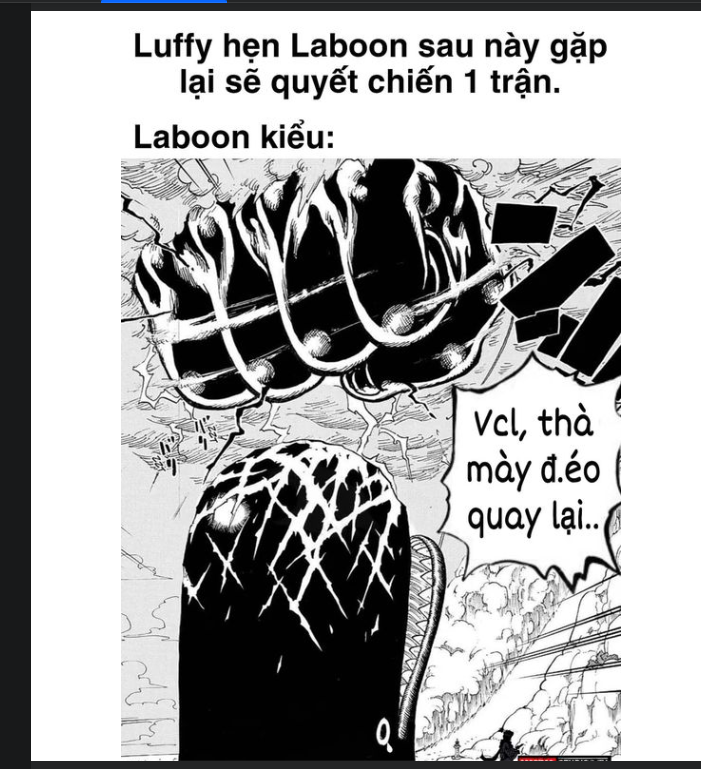 Luffy hẹn Laboon sau này gặp
lại sẽ quyết chiến 1 trận.
Laboon kiểu:
Vcl, thà
mày đ.éo
quay lại..